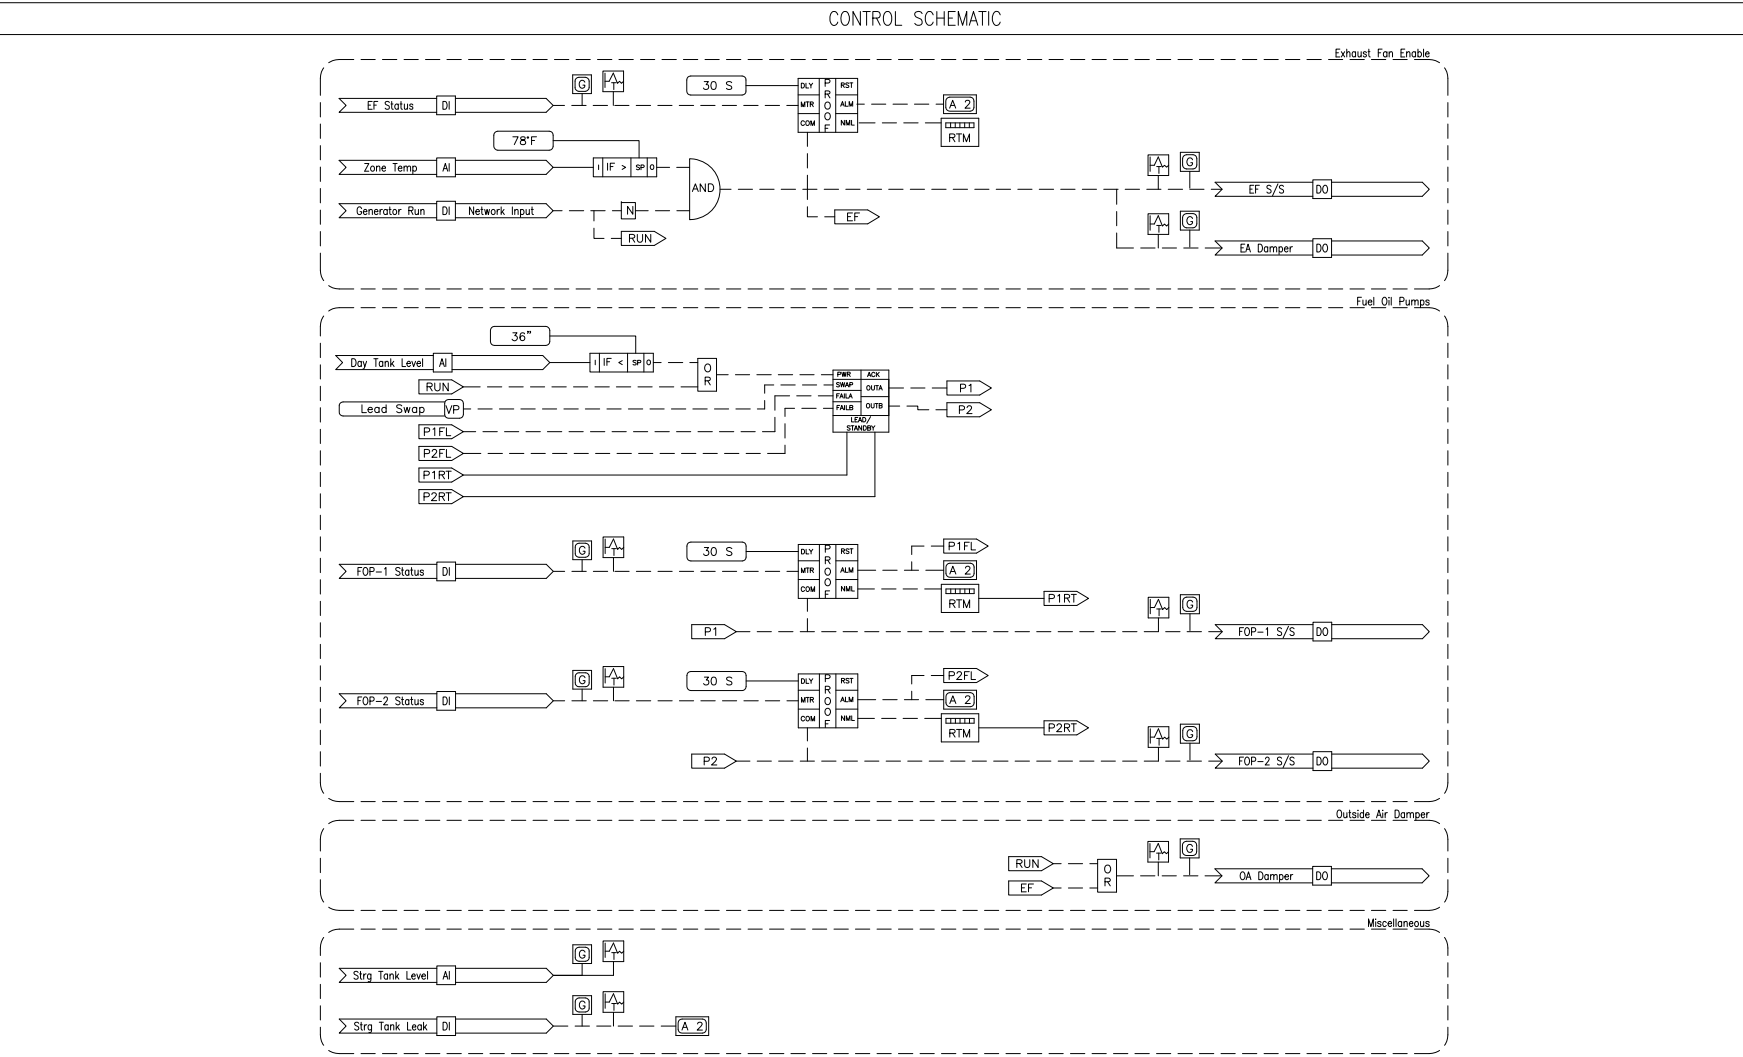 CONTROL SCHEMATIC
Exhaust Fan Enable
EF Status DI
G T
30 S
DLY PROOF RST
MTR ALM
COM NML
A 2
RTM
78°F
Zone Temp AI
I IF > SP O
AND
Generator Run DI Network Input
N
RUN
EF
T G
EF S/S DO
T G
EA Damper DO
Fuel Oil Pumps
36"
Day Tank Level AI
I IF < SP O
OR
RUN
Lead Swap VP
P1FL
P2FL
P1RT
P2RT
PWR ACK
SWAP OUTA
FAILA
FAILB OUTB
LEAD/
STANDBY
P1
P2
FOP-1 Status DI
G T
30 S
DLY PROOF RST
MTR ALM
COM NML
P1FL
A 2
RTM
P1RT
P1
T G
FOP-1 S/S DO
FOP-2 Status DI
G T
30 S
DLY PROOF RST
MTR ALM
COM NML
P2FL
A 2
RTM
P2RT
P2
T G
FOP-2 S/S DO
Outside Air Damper
RUN
EF
OR
T G
OA Damper DO
Miscellaneous
G T
Strg Tank Level AI
G T
Strg Tank Leak DI
A 2